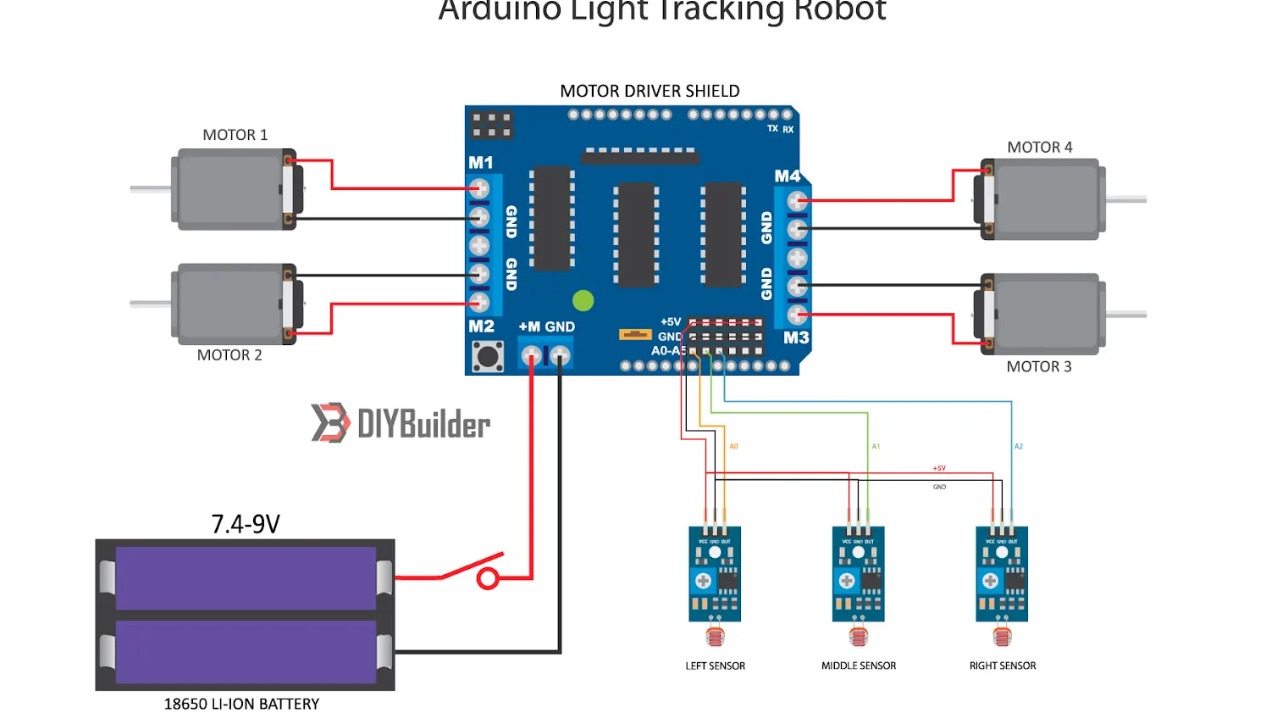 Arduino Light Tracking Robot
MOTOR DRIVER SHIELD
MOTOR 1
MOTOR 4
TX RX
M1
M4
GND
GND
GND
GND
M2
M3
+M GND
+5V
GND
A0-A5
MOTOR 2
MOTOR 3
DIYBuilder
A0
A1
A2
+5V
GND
7.4-9V
VCC GND OUT
VCC GND OUT
VCC GND OUT
LEFT SENSOR
MIDDLE SENSOR
RIGHT SENSOR
18650 LI-ION BATTERY